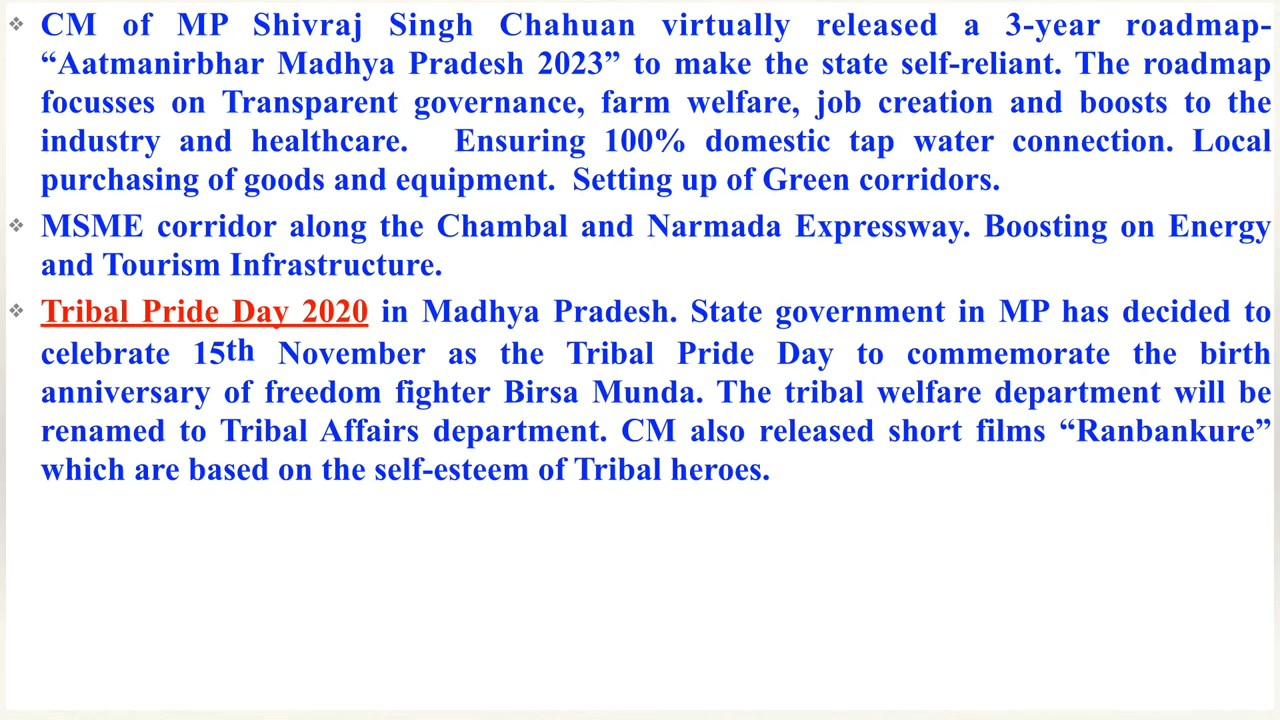 ❖ CM of MP Shivraj Singh Chahuan virtually released a 3-year roadmap-
“Aatmanirbhar Madhya Pradesh 2023” to make the state self-reliant. The roadmap
focusses on Transparent governance, farm welfare, job creation and boosts to the
industry and healthcare. Ensuring 100% domestic tap water connection. Local
purchasing of goods and equipment. Setting up of Green corridors.
❖ MSME corridor along the Chambal and Narmada Expressway. Boosting on Energy
and Tourism Infrastructure.
❖ Tribal Pride Day 2020 in Madhya Pradesh. State government in MP has decided to
celebrate 15th November as the Tribal Pride Day to commemorate the birth
anniversary of freedom fighter Birsa Munda. The tribal welfare department will be
renamed to Tribal Affairs department. CM also released short films “Ranbankure”
which are based on the self-esteem of Tribal heroes.